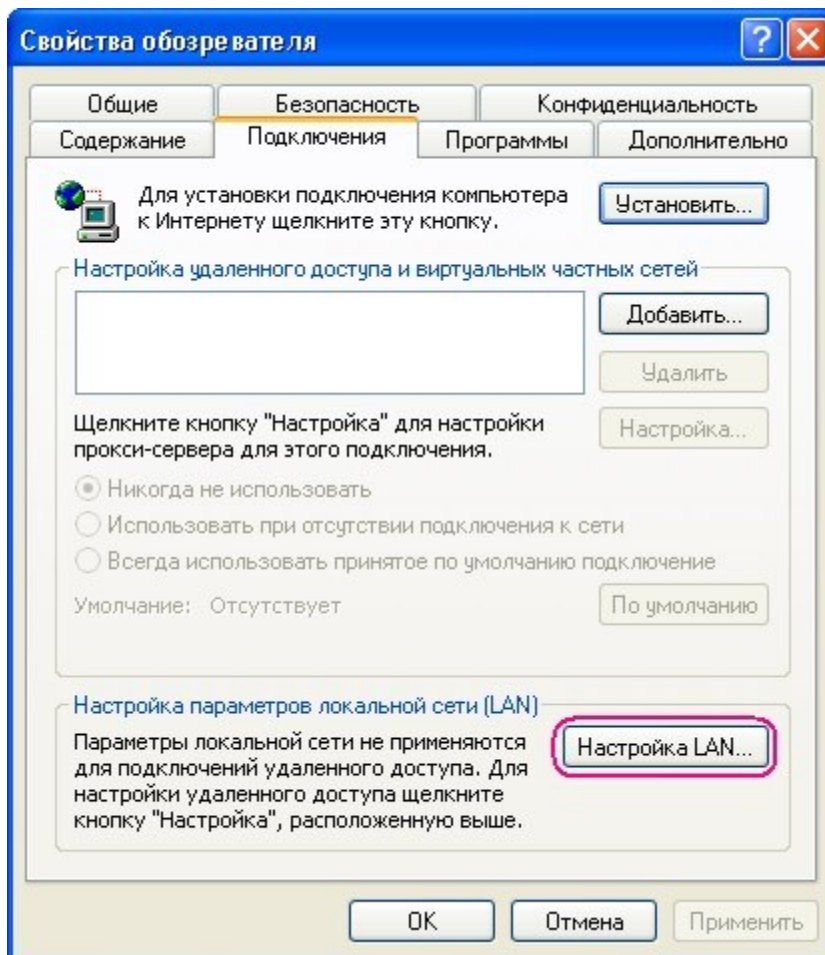 Свойства обозревателя
Общие
Безопасность
Конфиденциальность
Содержание
Подключения
Программы
Дополнительно
Для установки подключения компьютера
к Интернету щелкните эту кнопку.
Установить...
Настройка удаленного доступа и виртуальных частных сетей
Добавить...
Удалить
Щелкните кнопку "Настройка" для настройки
прокси-сервера для этого подключения.
Настройка...
Никогда не использовать
Использовать при отсутствии подключения к сети
Всегда использовать принятое по умолчанию подключение
Умолчание: Отсутствует
По умолчанию
Настройка параметров локальной сети (LAN)
Параметры локальной сети не применяются
для подключений удаленного доступа. Для
настройки удаленного доступа щелкните
кнопку "Настройка", расположенную выше.
Настройка LAN...
OK
Отмена
Применить